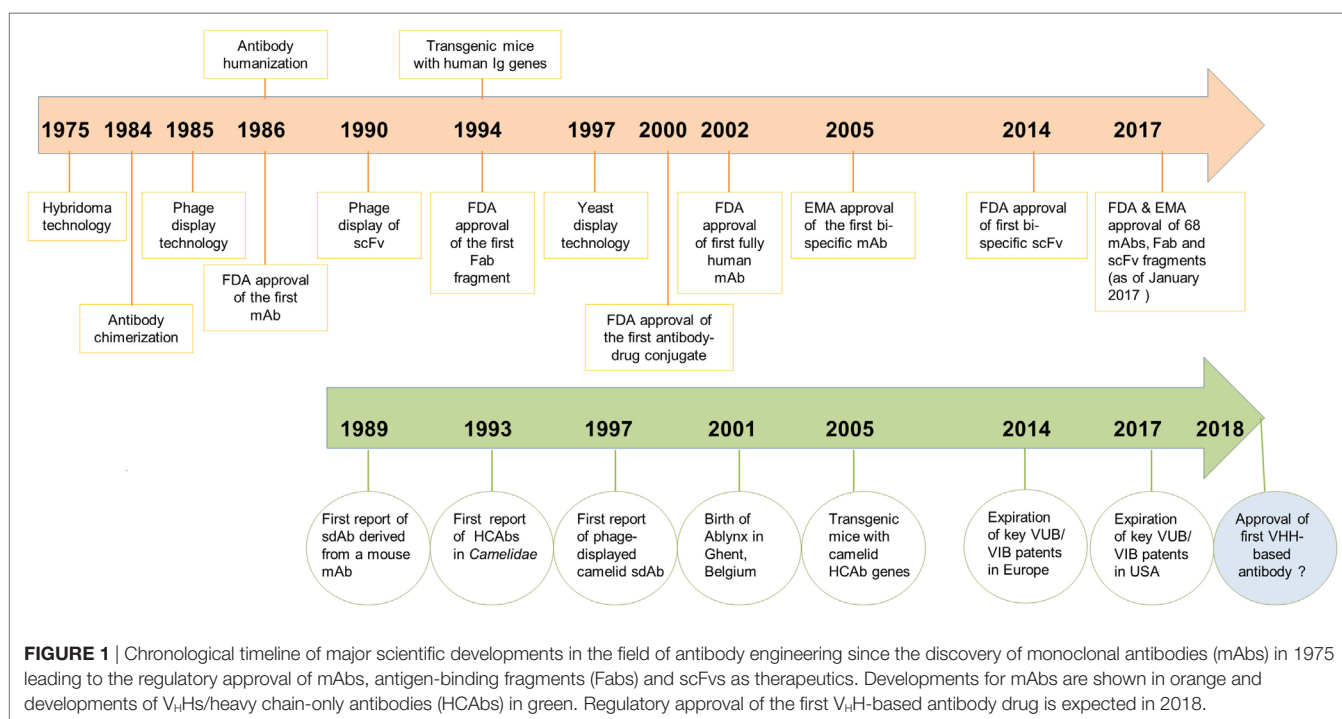 Antibody
humanization
Transgenic mice
with human Ig genes
1975 1984 1985 1986 1990 1994 1997 2000 2002 2005 2014 2017
Hybridoma
technology
Antibody
chimerization
Phage
display
technology
FDA approval
of the first
mAb
Phage
display of
scFv
FDA
approval
of the first
Fab
fragment
Yeast
display
technology
FDA approval of
the first antibody-
drug conjugate
FDA
approval
of first fully
human
mAb
EMA approval
of the first bi-
specific mAb
FDA approval
of first bi-
specific scFv
FDA & EMA
approval of 68
mAbs, Fab and
scFv fragments
(as of January
2017 )
1989 1993 1997 2001 2005 2014 2017 2018
First report of
sdAb derived
from a mouse
mAb
First report
of HCAbs
in Camelidae
First report
of phage-
displayed
camelid sdAb
Birth of
Ablynx in
Ghent,
Belgium
Transgenic
mice with
camelid
HCAb genes
Expiration
of key VUB/
VIB patents
in Europe
Expiration
of key VUB/
VIB patents
in USA
Approval of
first VHH-
based
antibody ?
FIGURE 1 | Chronological timeline of major scientific developments in the field of antibody engineering since the discovery of monoclonal antibodies (mAbs) in 1975
leading to the regulatory approval of mAbs, antigen-binding fragments (Fabs) and scFvs as therapeutics. Developments for mAbs are shown in orange and
developments of VHHs/heavy chain-only antibodies (HCAbs) in green. Regulatory approval of the first VHH-based antibody drug is expected in 2018.